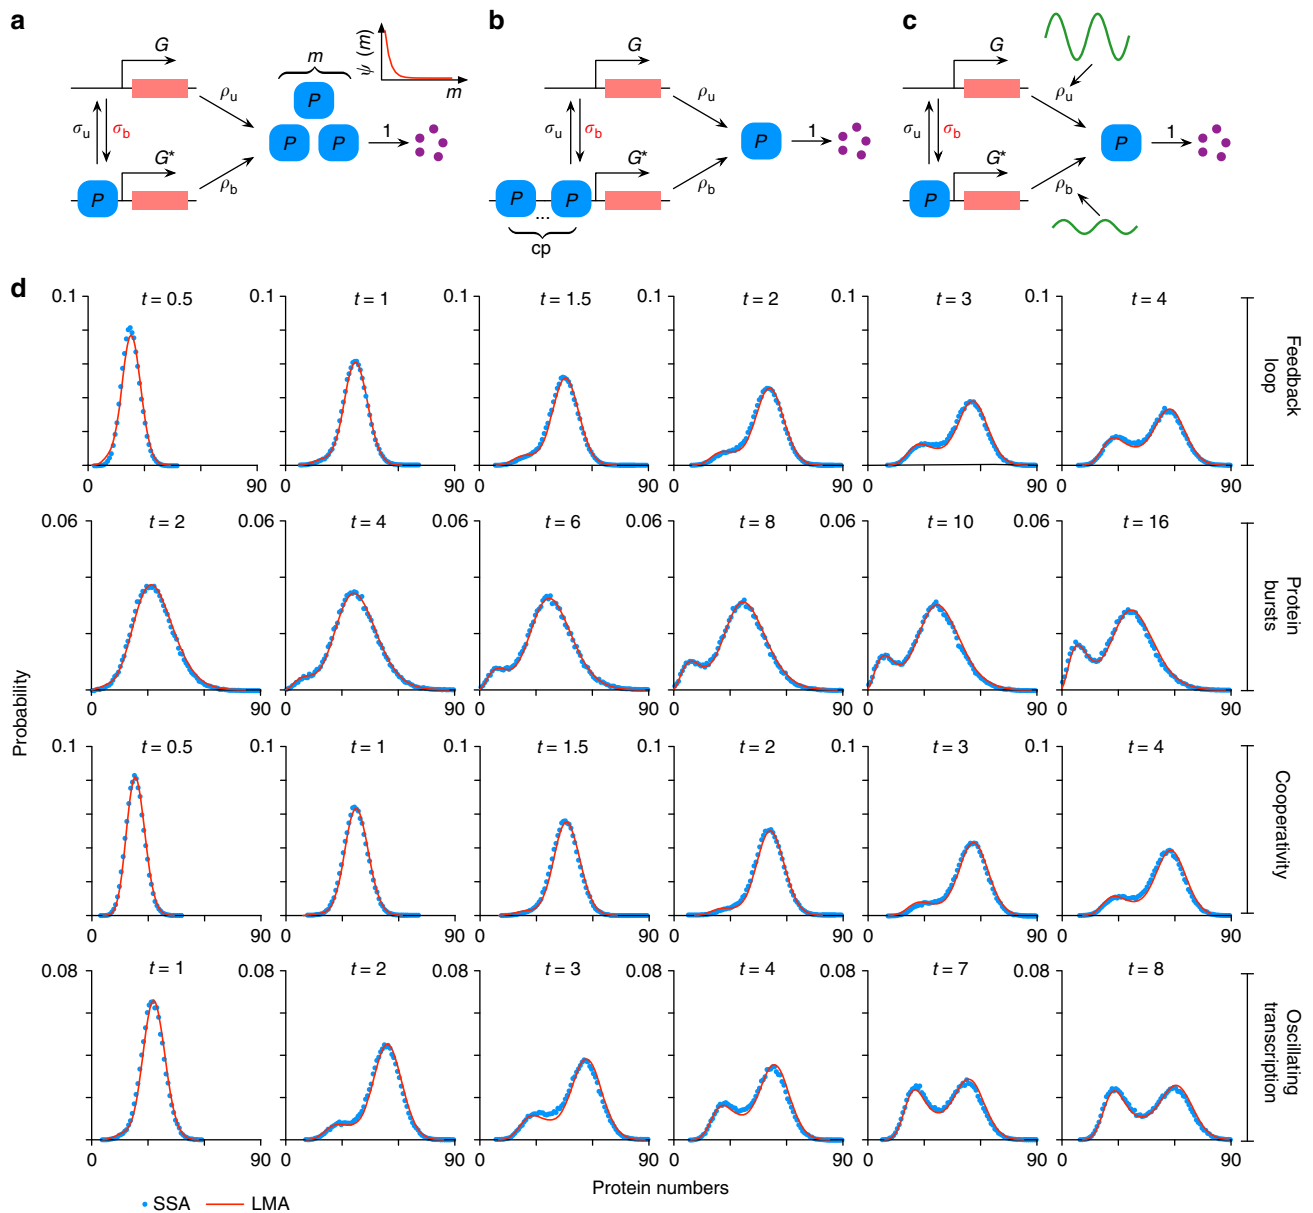 a
G
m
ψ (m)
m
ρu
P
P P
σu
σb
1
G*
P
ρb
b
G
ρu
σu
σb
P
1
G*
P ... P
ρb
cp
c
G
ρu
σu
σb
P
1
G*
P
ρb
d
0.1 t = 0.5 0.1 t = 1 0.1 t = 1.5 0.1 t = 2 0.1 t = 3 0.1 t = 4
Feedback
loop
0 90 0 90 0 90 0 90 0 90 0 90
0.06 t = 2 0.06 t = 4 0.06 t = 6 0.06 t = 8 0.06 t = 10 0.06 t = 16
Protein
bursts
0 90 0 90 0 90 0 90 0 90 0 90
Probability
0.1 t = 0.5 0.1 t = 1 0.1 t = 1.5 0.1 t = 2 0.1 t = 3 0.1 t = 4
Cooperativity
0 90 0 90 0 90 0 90 0 90 0 90
0.08 t = 1 0.08 t = 2 0.08 t = 3 0.08 t = 4 0.08 t = 7 0.08 t = 8
Oscillating
transcription
0 90 0 90 0 90 0 90 0 90 0 90
Protein numbers
SSA LMA